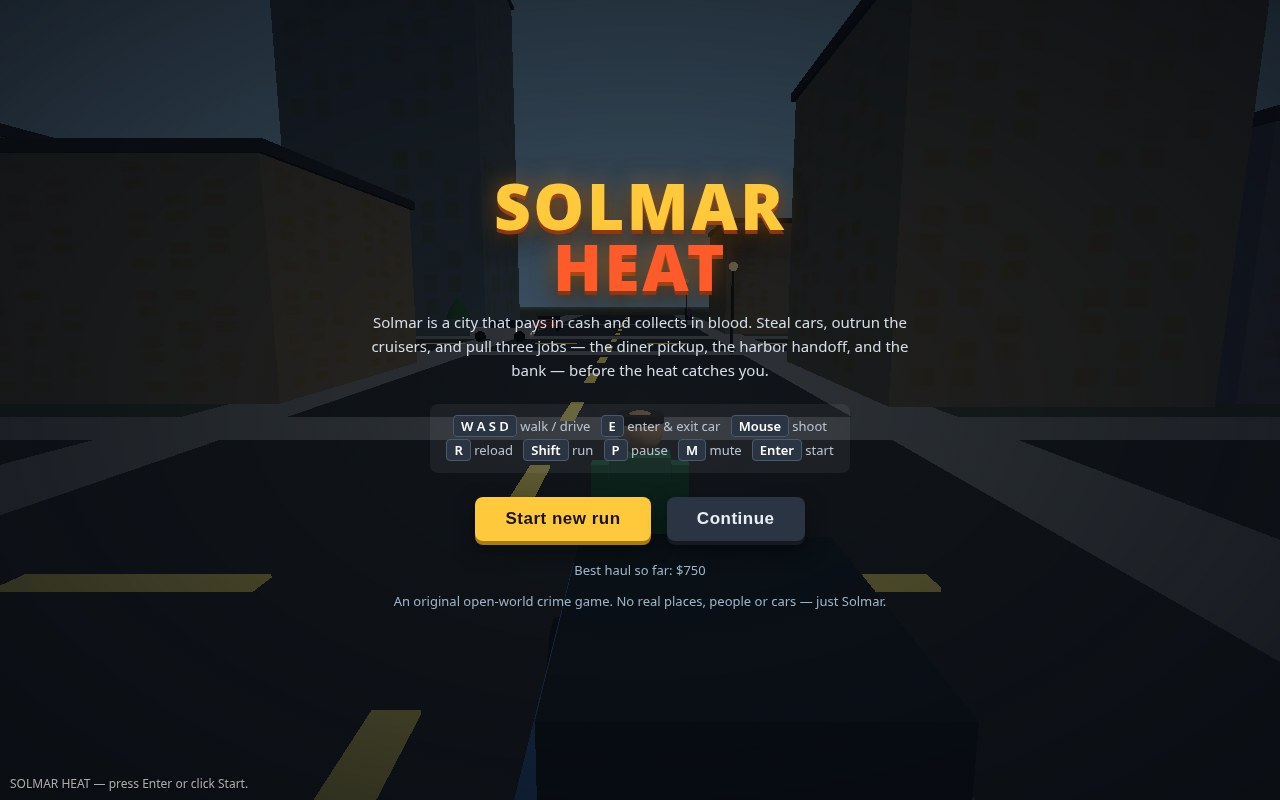 SOLMAR
HEAT
Solmar is a city that pays in cash and collects in blood. Steal cars, outrun the
cruisers, and pull three jobs — the diner pickup, the harbor handoff, and the
bank — before the heat catches you.
W A S D walk / drive E enter & exit car Mouse shoot
R reload Shift run P pause M mute Enter start
Start new run Continue
Best haul so far: $750
An original open-world crime game. No real places, people or cars — just Solmar.
SOLMAR HEAT — press Enter or click Start.